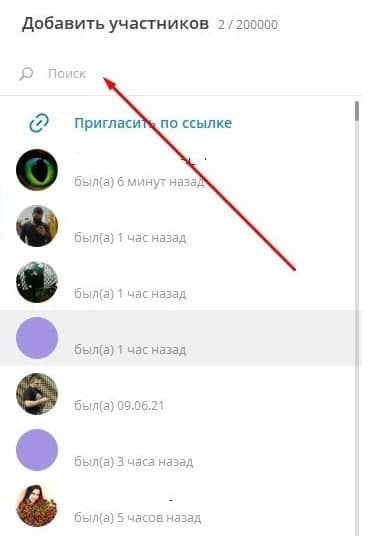 Добавить участников 2 / 200000
Поиск
Пригласить по ссылке
был(а) 6 минут назад
был(а) 1 час назад
был(а) 1 час назад
был(а) 1 час назад
был(а) 09.06.21
был(а) 3 часа назад
был(а) 5 часов назад